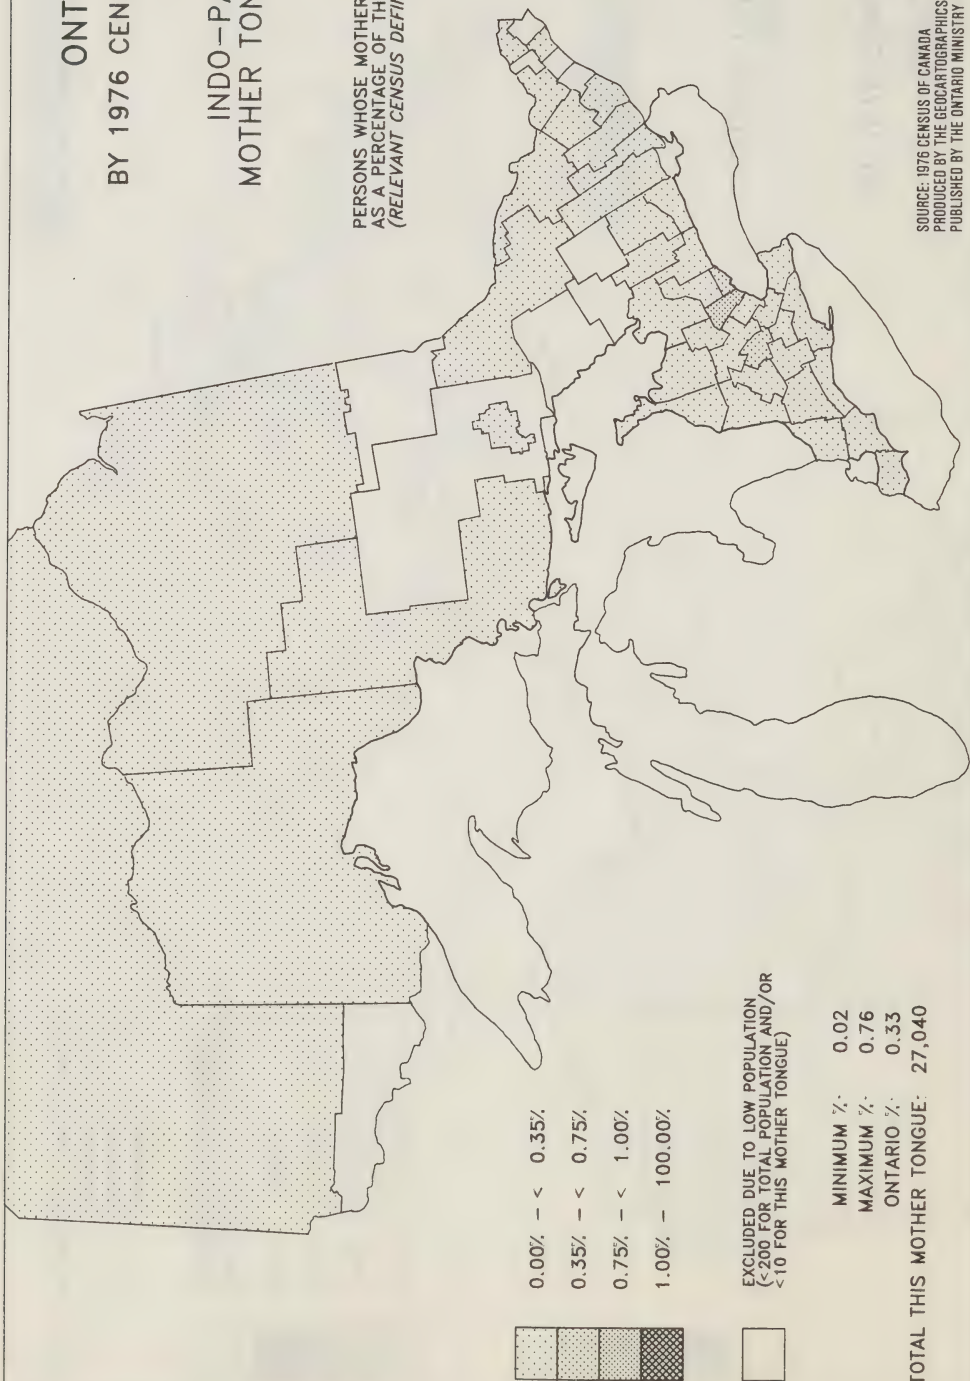 ONT
BY 1976 CEN
INDO-PA
MOTHER TON
PERSONS WHOSE MOTHER
AS A PERCENTAGE OF TH
(RELEVANT CENSUS DEFIN
0.00% - < 0.35%
0.35% - < 0.75%
0.75% - < 1.00%
1.00% - 100.00%
EXCLUDED DUE TO LOW POPULATION
(<200 FOR TOTAL POPULATION AND/OR
<10 FOR THIS MOTHER TONGUE)
MINIMUM %: 0.02
MAXIMUM %: 0.76
ONTARIO %: 0.33
TOTAL THIS MOTHER TONGUE: 27,040
SOURCE: 1976 CENSUS OF CANADA
PRODUCED BY THE GEOCARTOGRAPHICS
PUBLISHED BY THE ONTARIO MINISTRY